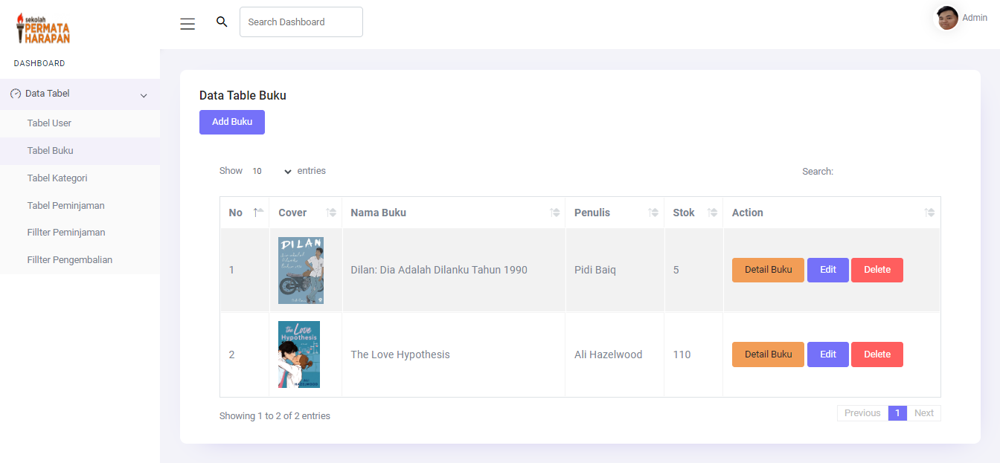 sekolah
PERMATA
HARAPAN
Search Dashboard
Admin
DASHBOARD
Data Tabel
Tabel User
Tabel Buku
Tabel Kategori
Tabel Peminjaman
Fillter Peminjaman
Fillter Pengembalian
Data Table Buku
Add Buku
Show 10 entries
Search:
No Cover Nama Buku Penulis Stok Action
DILAN
1 Dilan: Dia Adalah Dilanku Tahun 1990 Pidi Baiq 5 Detail Buku Edit Delete
the Love
Hypothesis
2 The Love Hypothesis Ali Hazelwood 110 Detail Buku Edit Delete
ALI
HAZELWOOD
Showing 1 to 2 of 2 entries
Previous 1 Next